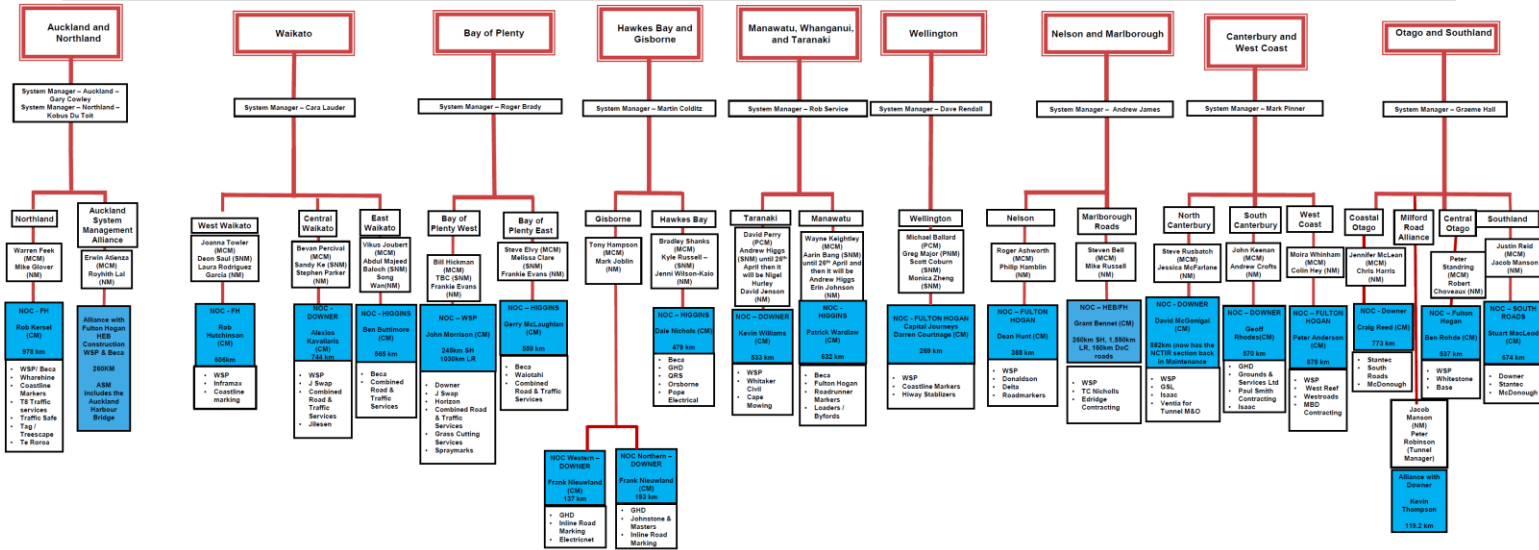 Auckland and
Northland
System Manager – Auckland –
Gary Cowley
System Manager – Northland –
Kobus Du Toit
Northland
Warren Feek
(MCM)
Mike Glover (NM)
NOC - FH
Rob Kersel
(CM)
978 km
• WSP/ Beca
• Wharehine
• Coastline
Markers
• T8 Traffic
services
• Traffic Safe
• Tag /
Treescape
• Te Roroa
Auckland
System
Management
Alliance
Erwin Atienza
(MCM)
Royhith Lal (NM)
Alliance with
Fulton Hogan
HEB
Construction
WSP & Beca
260KM
ASM
includes the
Auckland
Harbour
Bridge
Waikato
System Manager – Cara Lauder
West Waikato
Joanna Towler
(MCM)
Deon Saul (SNM)
Laura Rodriguez
Garcia (NM)
NOC - FH
Rob
Hutchinson
(CM)
606km
• WSP
• Inframax
• Coastline
marking
Central
Waikato
Bevan Percival
(MCM)
Sandy Ke (SNM)
Stephen Parker
(NM)
NOC -
DOWNER
Alexios
Kavallaris
(CM)
744 km
• WSP
• J Swap
• Combined
Road &
Traffic
Services
• Jilesen
East
Waikato
Vikus Joubert
(MCM)
Abdul Majeed
Balosh (SNM)
Song
Wan(NM)
NOC - HIGGINS
Ben Buttimore
(CM)
565 km
• Beca
• Combined
Road &
Traffic
Services
Bay of Plenty
System Manager – Roger Brady
Bay of
Plenty West
Bill Hickman
(MCM)
TBC (SNM)
Frankie Evans
(NM)
NOC – WSP
John Morrison (CM)
245km SH
1030km LR
• Downer
• J Swap
• Horizon
• Combined Road
& Traffic
Services
• Grass Cutting
Services
• Spraymarks
Bay of
Plenty East
Steve Elvy (MCM)
Melissa Clare
(SNM)
Frankie Evans (NM)
NOC – HIGGINS
Gerry McLaughlan
(CM)
559 km
• Beca
• Waiotahi
• Combined
Road & Traffic
Services
Hawkes Bay and
Gisborne
System Manager – Martin Colditz
Gisborne
Tony Hampson
(MCM)
Mark Joblin (NM)
NOC Western –
DOWNER
Frank Nieuwland
(CM)
137 km
• GHD
• Inline Road
Marking
• Electricnet
NOC Northern –
DOWNER
Frank Nieuwland
(CM)
193 km
• GHD
• Johnstone &
Masters
• Inline Road
Marking
Hawkes Bay
Bradley Shanks
(MCM)
Kyle Russell –
(SNM)
Jenni Wilson-Kaio
(NM)
NOC – HIGGINS
Dale Nichols (CM)
479 km
• Beca
• GHD
• QRS
• Orsborne
• Pope
Electrical
Manawatu, Whanganui,
and Taranaki
System Manager – Rob Service
Taranaki
David Perry
(PCM)
Andrew Higgs
(SNM) until 26th
April then it
will be Nigel
Hurley
David Jenson
(NM)
NOC – DOWNER
Kevin Williams
(CM)
533 km
• WSP
• Whitaker
Civil
• Cape
Mowing
Manawatu
Wayne Keightley
(MCM)
Aarin Bang (SNM)
until 26th April and
then it will be
Andrew Higgs
Erin Johnson (NM)
NOC -
HIGGINS
Patrick Wardlaw
(CM)
632 km
• Beca
• Fulton Hogan
• Roadrunner
Markers
• Loaders /
Byfords
Wellington
System Manager – Dave Rendall
Wellington
Michael Ballard
(PCM)
Greg Major (PNM)
Scott Coburn
(SNM)
Monica Zheng
(SNM)
NOC - FULTON HOGAN
Capital Journeys
Darren Courtnage (CM)
269 km
• WSP
• Coastline Markers
• Hiway Stablizers
Nelson and Marlborough
System Manager – Andrew James
Nelson
Roger Ashworth
(MCM)
Philip Hamblin
(NM)
NOC – FULTON
HOGAN
Dean Hunt (CM)
388 km
• WSP
• Donaldson
• Delta
• Roadmarkers
Marlborough
Roads
Steven Bell
(MCM)
Mike Russell
(NM)
NOC – HEB/FH
Grant Bennet (CM)
260km SH, 1,550km
LR, 160km DoC
roads
• WSP
• TC Nicholls
• Edridge
Contracting
Canterbury and
West Coast
System Manager – Mark Pinner
North
Canterbury
Steve Rusbatch
(MCM)
Jessica McFarlane
(NM)
NOC - DOWNER
David McGonigal
(CM)
882km (now has the
NCTIR section back
in Maintenance
• WSP
• GSL
• Isaac
• Ventia for
Tunnel M&O
South
Canterbury
John Keenan
(MCM)
Andrew Crofts
(NM)
NOC -
DOWNER
Geoff
Rhodes(CM)
570 km
• GHD
• Grounds &
Services Ltd
• Paul Smith
Contracting
• Isaac
West
Coast
Moira Whinham
(MCM)
Colin Hey (NM)
NOC – FULTON
HOGAN
Peter Anderson
(CM)
879 km
• WSP
• West Reef
• Westroads
• MBD
Contracting
Otago and Southland
System Manager – Graeme Hall
Coastal
Otago
Jennifer McLean
(MCM)
Chris Harris
(NM)
NOC - Downer
Craig Reed (CM)
773 km
• Stantec
• South
Roads
• McDonough
Milford
Road
Alliance
Jacob
Manson
(NM)
Peter
Robinson
(Tunnel
Manager)
Alliance with
Downer
Kevin
Thompson
119.2 km
Central
Otago
Peter
Standring
(MCM)
Robert
Choveaux (NM)
NOC – Fulton
Hogan
Ben Rohde (CM)
537 km
• WSP
• Whitestone
• Base
Southland
Justin Reid
(MCM)
Jacob Manson
(NM)
NOC – SOUTH
ROADS
Stuart MacLeod
(CM)
674 km
• Downer
• Stantec
• McDonough